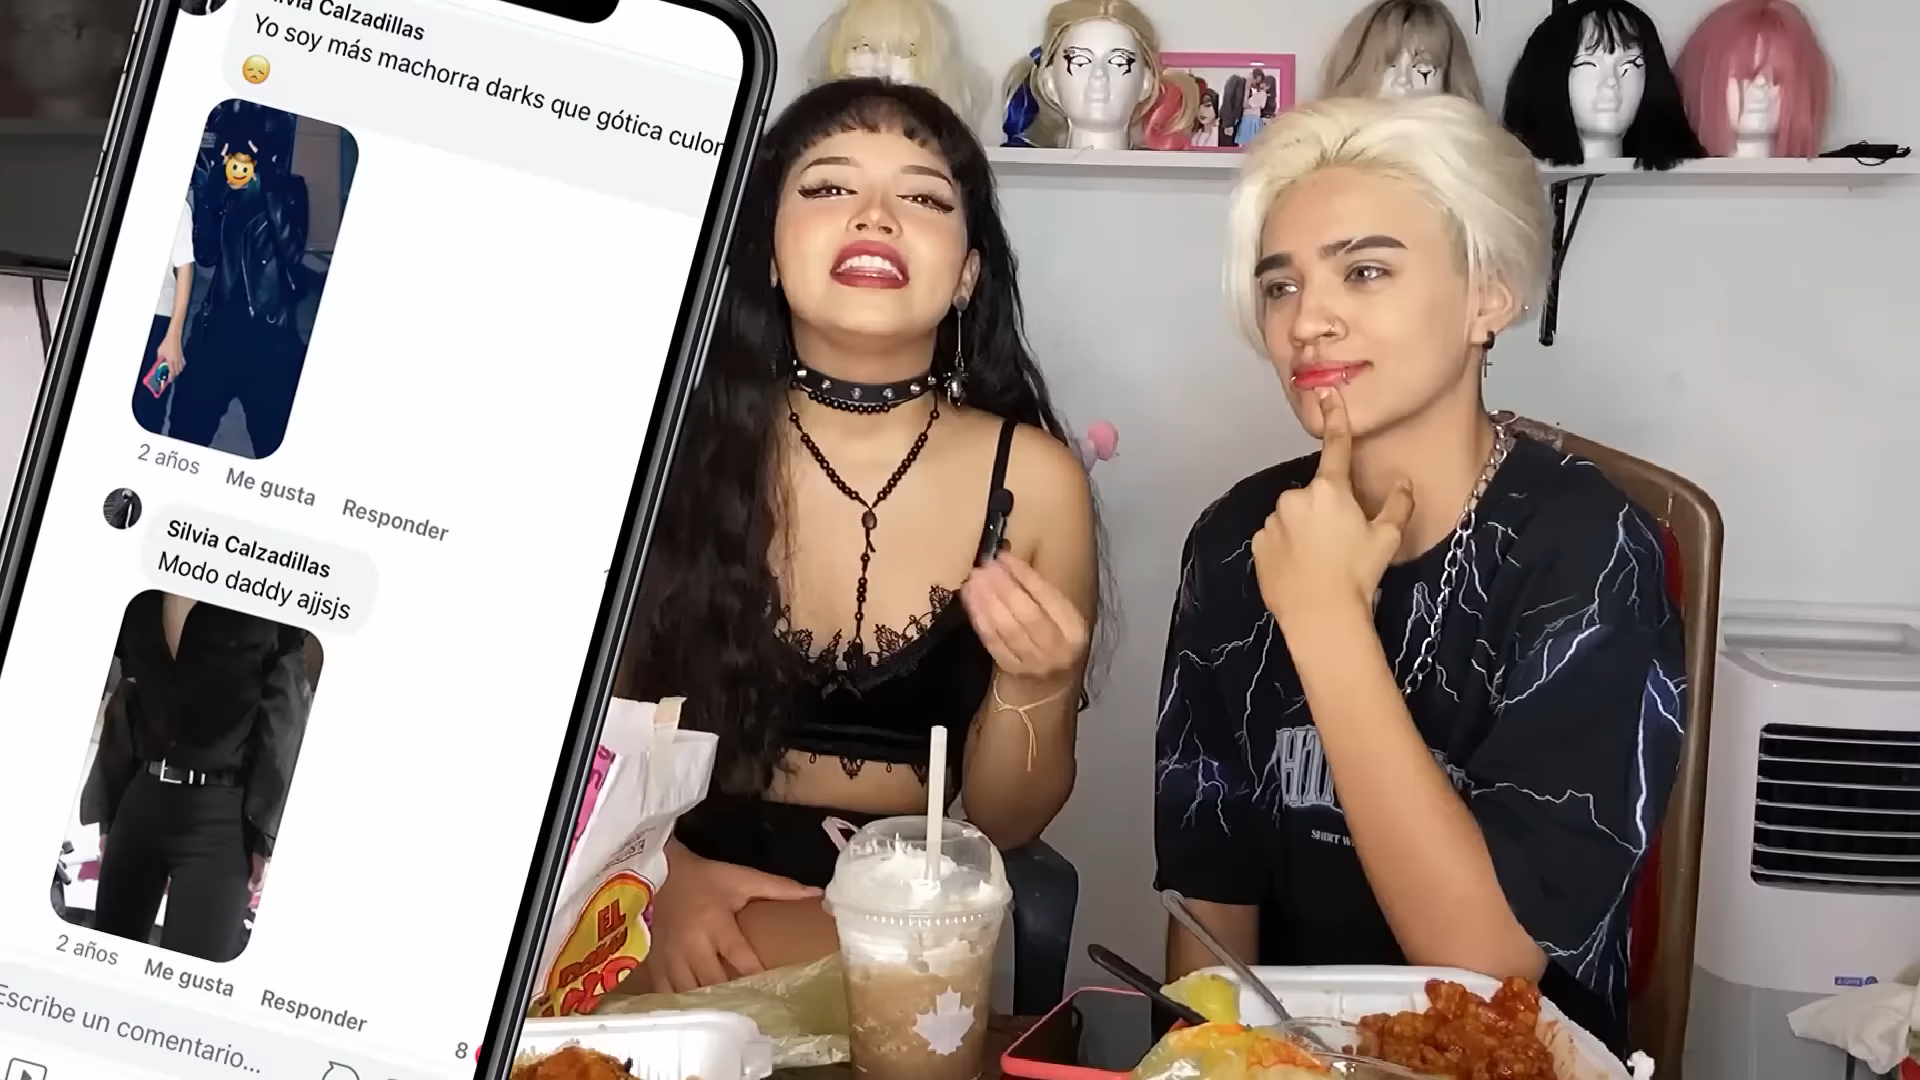 Silvia Calzadillas
Yo soy más machorra darks que gótica culon
😞
2 años Me gusta Responder
Silvia Calzadillas
Modo daddy ajjsjs
2 años Me gusta Responder
Escribe un comentario...
8
EL